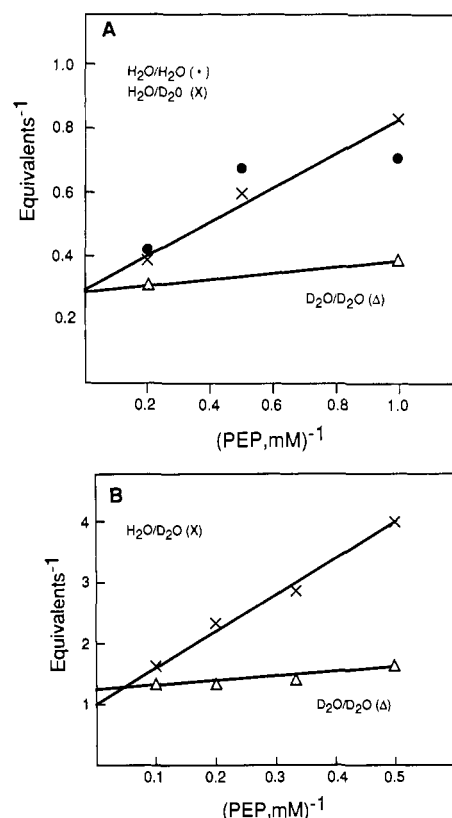 A
H₂O/H₂O (•)
H₂O/D₂0 (X)
1.0
0.8
0.6
0.4
0.2
Equivalents⁻¹
D₂O/D₂O (Δ)
0.2 0.4 0.6 0.8 1.0
(PEP,mM)⁻¹
B
H₂O/D₂O (X)
4
3
2
1
Equivalents⁻¹
D₂O/D₂O (Δ)
0.1 0.2 0.3 0.4 0.5
(PEP,mM)⁻¹